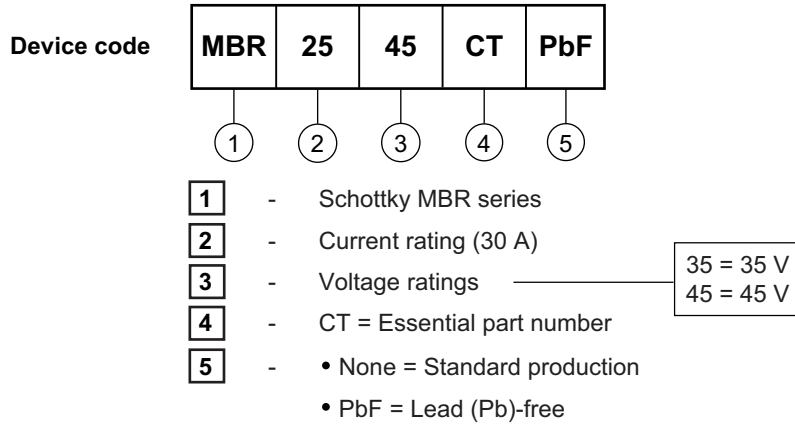 Device code
MBR 25 45 CT PbF
1 2 3 4 5
1 - Schottky MBR series
2 - Current rating (30 A)
3 - Voltage ratings
35 = 35 V
45 = 45 V
4 - CT = Essential part number
5 - • None = Standard production
• PbF = Lead (Pb)-free